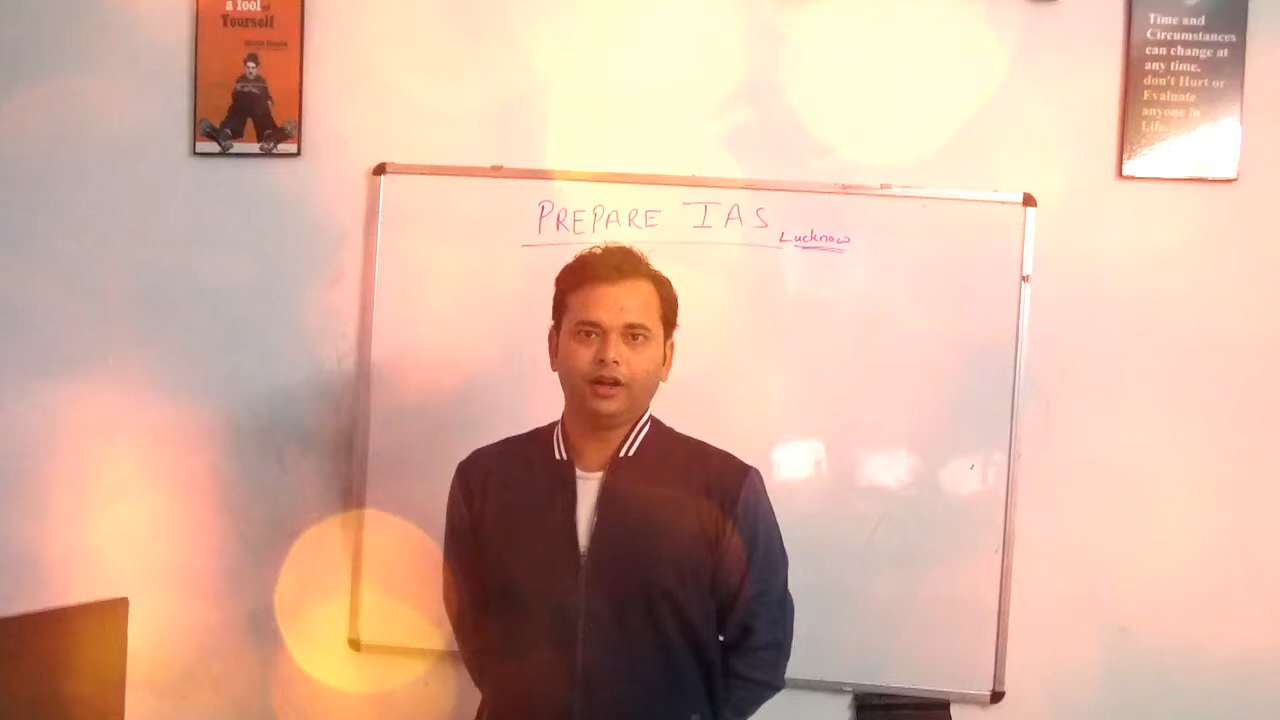 a fool of
Yourself
PREPARE IAS
Lucknow
Time and
Circumstances
can change at
any time,
don't Hurt or
Evaluate
anyone in
Life.